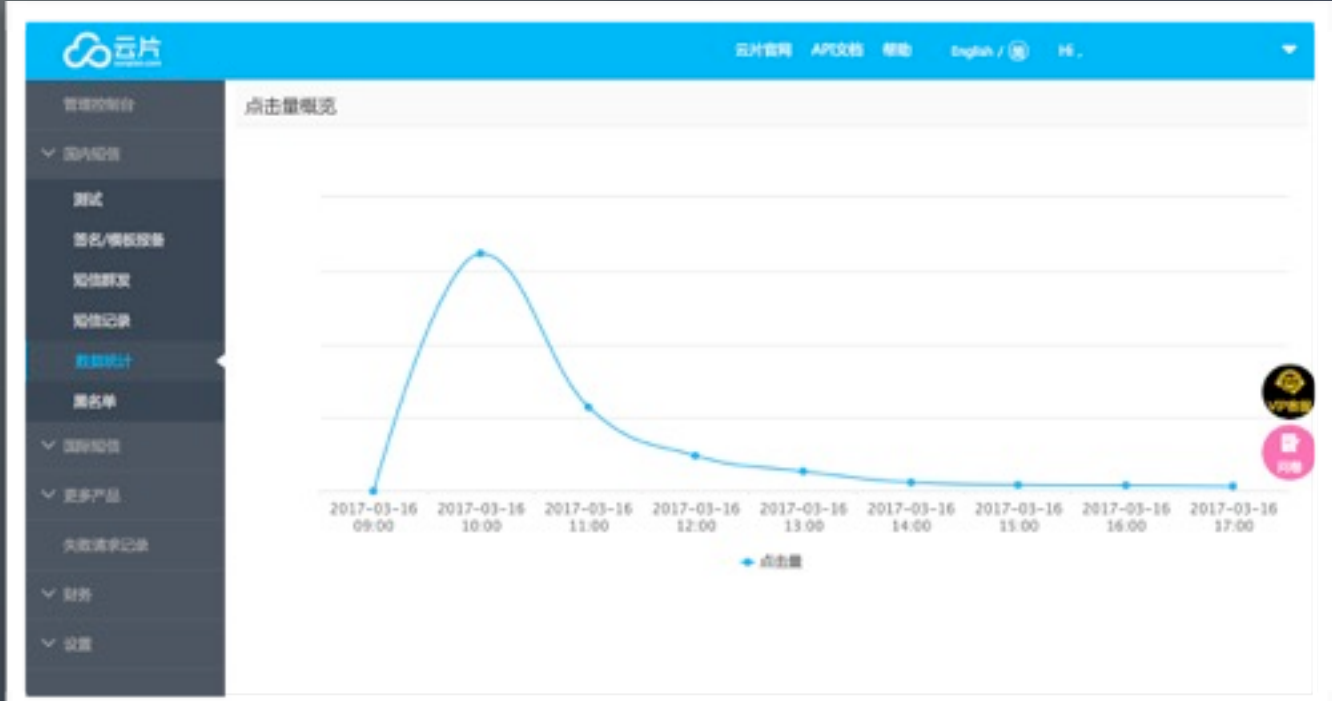 云片
云片官网 API文档 帮助 English / 简 Hi ,
管理控制台
点击量概览
国内短信
测试
签名/模板报备
短信群发
短信记录
数据统计
黑名单
VIP客服
国际短信
问卷
更多产品
2017-03-16 2017-03-16 2017-03-16 2017-03-16 2017-03-16 2017-03-16 2017-03-16 2017-03-16 2017-03-16
09:00 10:00 11:00 12:00 13:00 14:00 15:00 16:00 17:00
失败请求记录
点击量
财务
设置